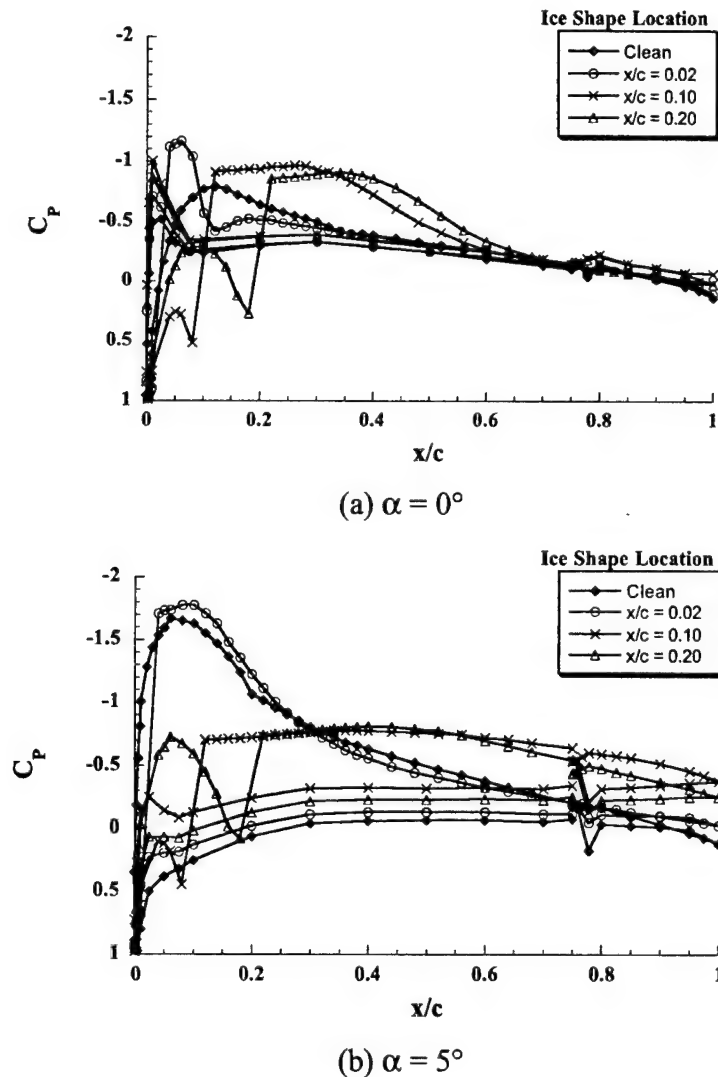 Ice Shape Location
Clean
x/c = 0.02
x/c = 0.10
x/c = 0.20
-2
-1.5
-1
-0.5
0
0.5
1
C_P
0 0.2 0.4 0.6 0.8 1
x/c
(a) α = 0°
Ice Shape Location
Clean
x/c = 0.02
x/c = 0.10
x/c = 0.20
-2
-1.5
-1
-0.5
0
0.5
1
C_P
0 0.2 0.4 0.6 0.8 1
x/c
(b) α = 5°